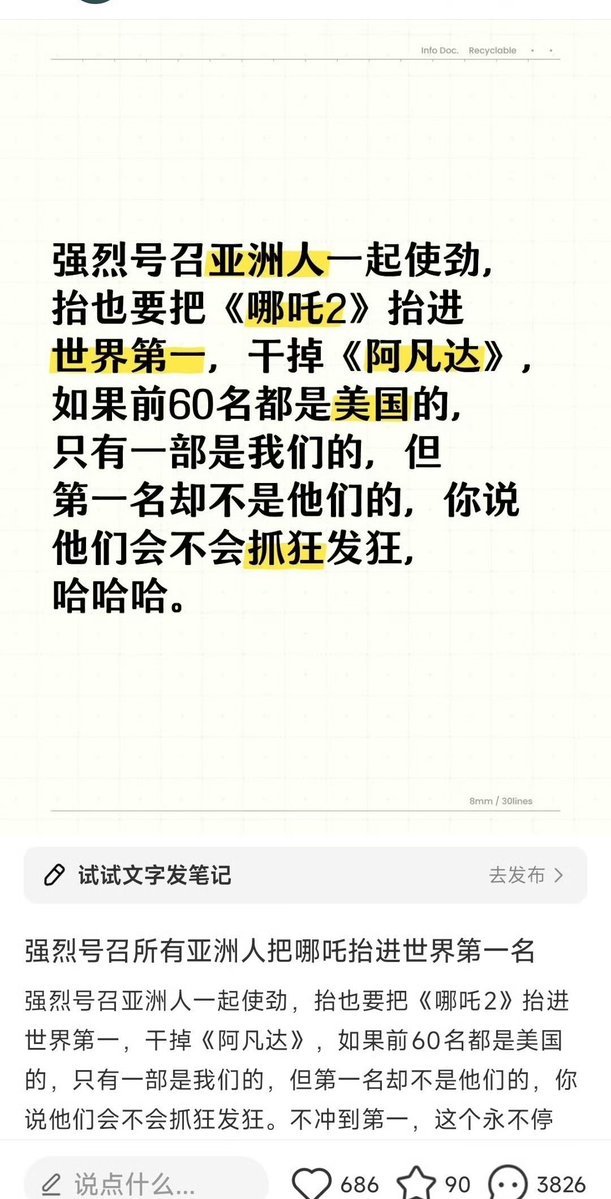 Info Doc. Recyclable
强烈号召亚洲人一起使劲,
抬也要把《哪吒2》抬进
世界第一, 干掉《阿凡达》,
如果前60名都是美国的,
只有一部是我们的, 但
第一名却不是他们的, 你说
他们会不会抓狂发狂,
哈哈哈。
8mm / 30lines
试试文字发笔记
去发布
强烈号召所有亚洲人把哪吒抬进世界第一名
强烈号召亚洲人一起使劲，抬也要把《哪吒2》抬进
世界第一，干掉《阿凡达》，如果前60名都是美国
的，只有一部是我们的，但第一名却不是他们的，你
说他们会不会抓狂发狂。不冲到第一，这个永不停
说点什么...
686
90
3826